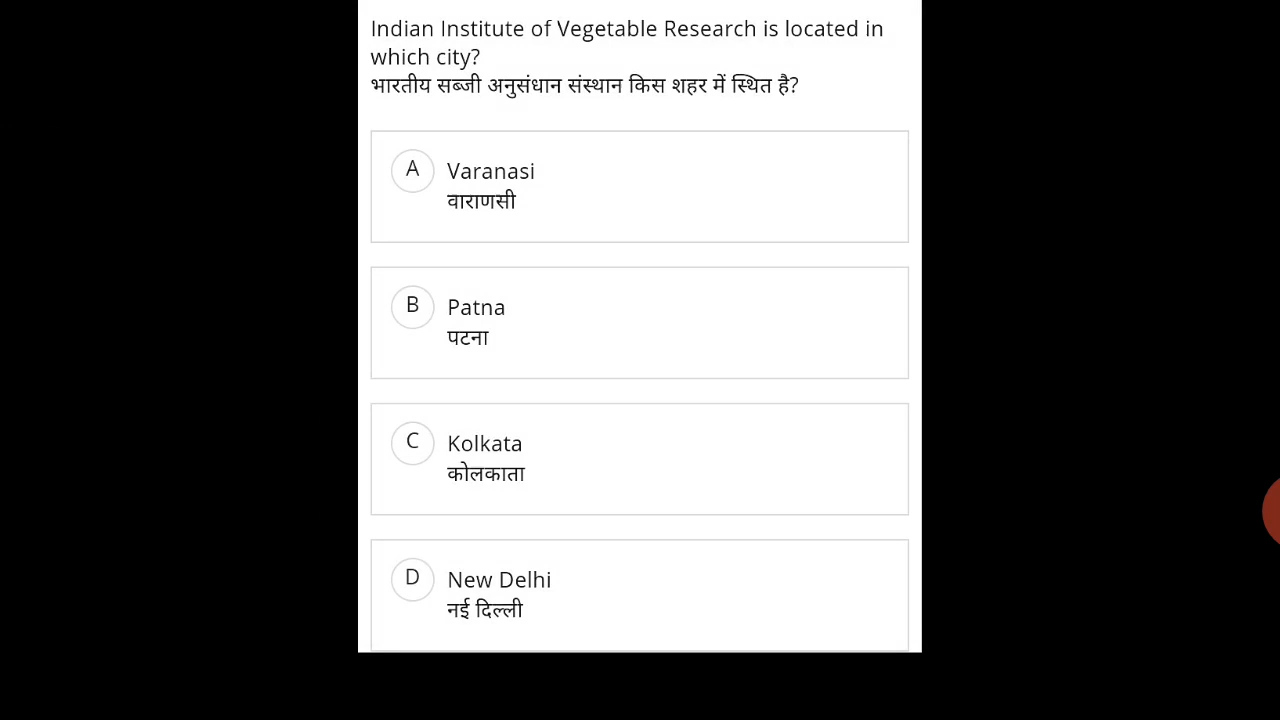 Indian Institute of Vegetable Research is located in
which city?
भारतीय सब्जी अनुसंधान संस्थान किस शहर में स्थित है?
A
Varanasi
वाराणसी
B
Patna
पटना
C
Kolkata
कोलकाता
D
New Delhi
नई दिल्ली